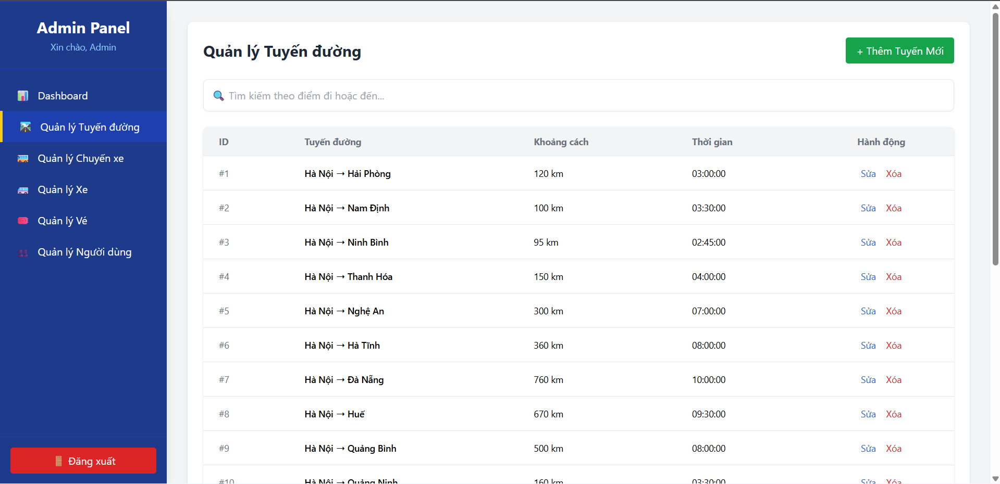 Admin Panel
Xin chào, Admin
Dashboard
Quản lý Tuyến đường
Quản lý Chuyến xe
Quản lý Xe
Quản lý Vé
Quản lý Người dùng
Đăng xuất
Quản lý Tuyến đường
+ Thêm Tuyến Mới
Tìm kiếm theo điểm đi hoặc đến...
ID Tuyến đường Khoảng cách Thời gian Hành động
#1 Hà Nội → Hải Phòng 120 km 03:00:00 Sửa Xóa
#2 Hà Nội → Nam Định 100 km 03:30:00 Sửa Xóa
#3 Hà Nội → Ninh Bình 95 km 02:45:00 Sửa Xóa
#4 Hà Nội → Thanh Hóa 150 km 04:00:00 Sửa Xóa
#5 Hà Nội → Nghệ An 300 km 07:00:00 Sửa Xóa
#6 Hà Nội → Hà Tĩnh 360 km 08:00:00 Sửa Xóa
#7 Hà Nội → Đà Nẵng 760 km 10:00:00 Sửa Xóa
#8 Hà Nội → Huế 670 km 09:30:00 Sửa Xóa
#9 Hà Nội → Quảng Bình 500 km 08:00:00 Sửa Xóa
#10 Hà Nội → Quảng Ninh 160 km 03:30:00 Sửa Xóa